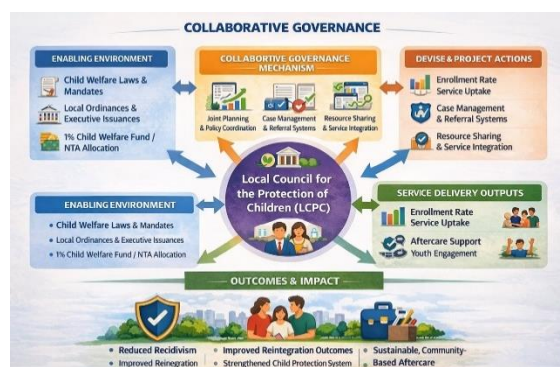 COLLABORATIVE GOVERNANCE
ENABLING ENVIRONMENT
Child Welfare Laws &
Mandates
Local Ordinances &
Executive Issuances
1% Child Welfare Fund /
NTA Allocation
COLLABORTIVE GOVERNANCE
MECHANISM
Joint Planning
& Policy Coordination
Case Management
& Referral Systems
Resource Sharing
& Service Integration
DEVISE & PROJECT ACTIONS
Enrollment Rate
Service Uptake
Case Management
& Referral Systems
Resource Sharing
& Service Integration
Local Council for
the Protection of
Children (LCPC)
ENABLING ENVIRONMENT
• Child Welfare Laws & Mandates
• Local Ordinances & Executive Issuances
• 1% Child Welfare Fund / NTA Allocation
SERVICE DELIVERY OUTPUTS
Enrollment Rate
Service Uptake
Aftercare Support
Youth Engagement
OUTCOMES & IMPACT
• Reduced Recidivism
• Improved Reinegration
• Improved Reintegration Outcomes
• Strengthened Child Protection System
• Sustainable, Community-
Based Aftercare